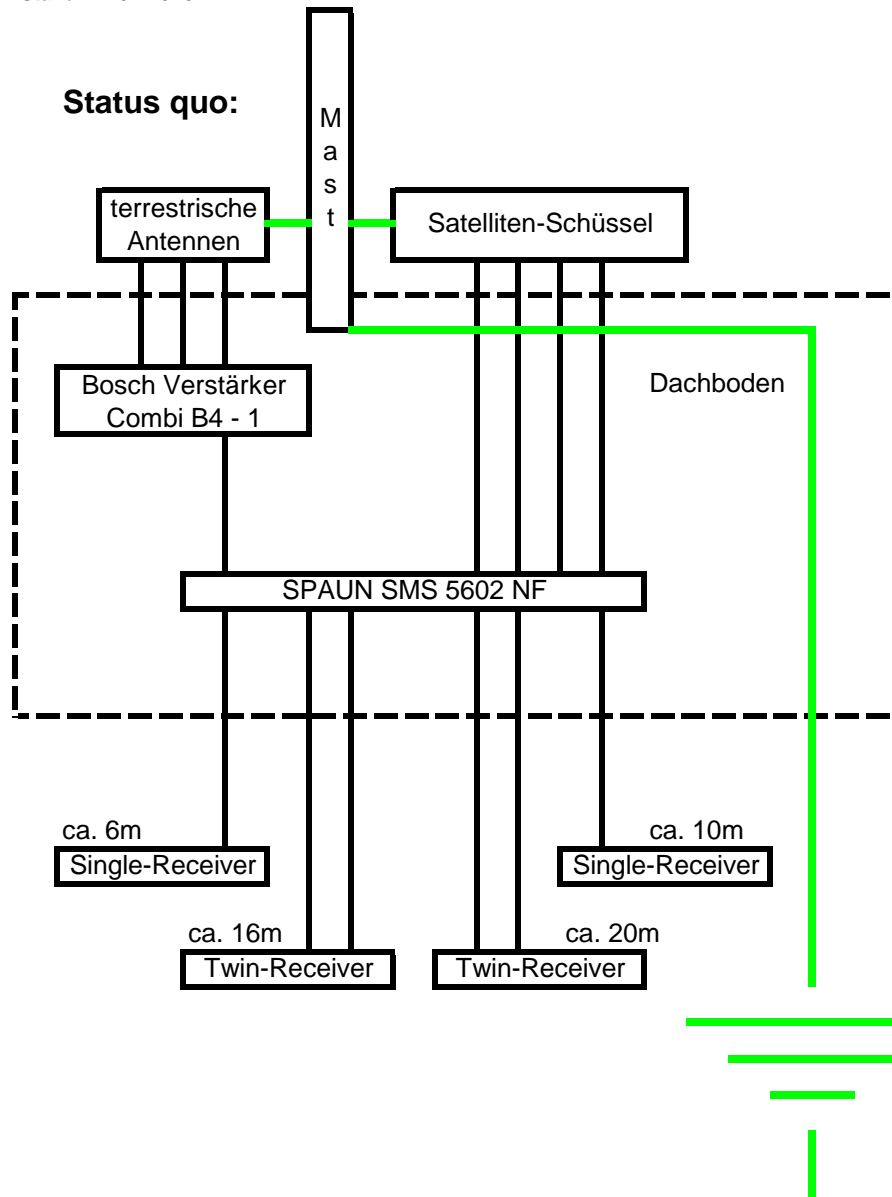 Status quo:
M
a
s
t
terrestrische
Antennen
Satelliten-Schüssel
Bosch Verstärker
Combi B4 - 1
Dachboden
SPAUN SMS 5602 NF
ca. 6m
Single-Receiver
ca. 10m
Single-Receiver
ca. 16m
Twin-Receiver
ca. 20m
Twin-Receiver